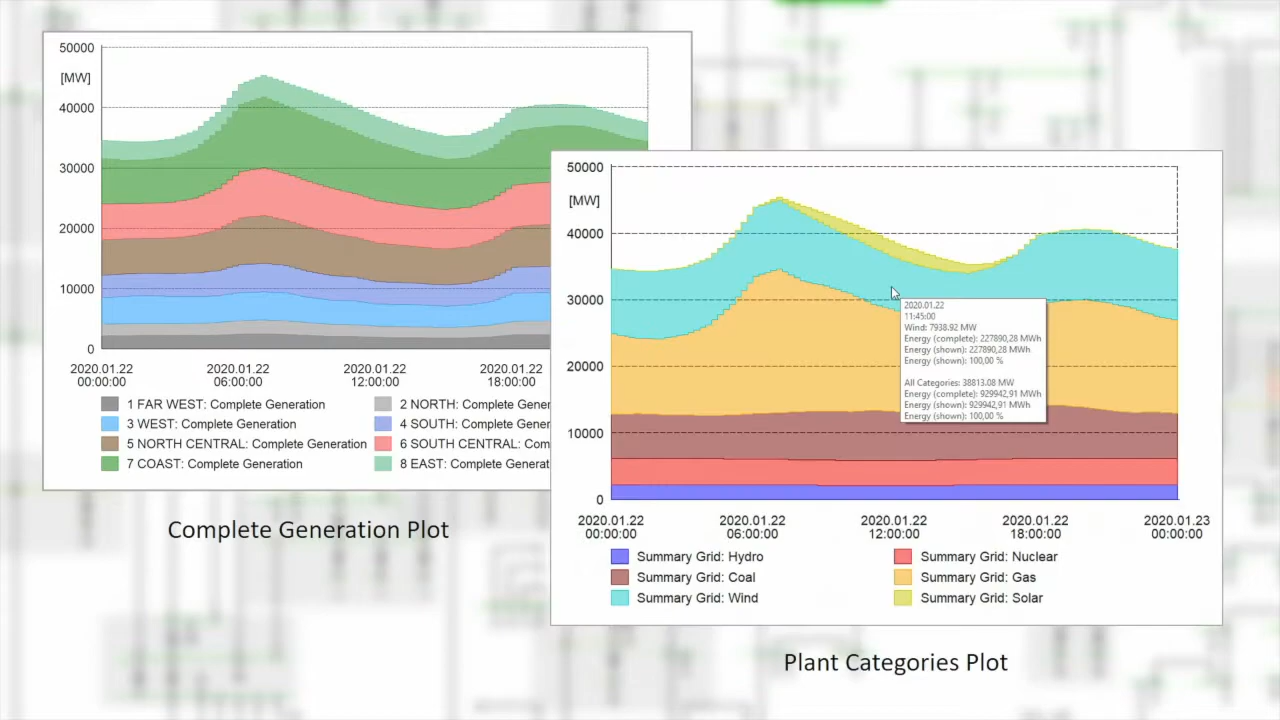 50000
[MW]
40000
30000
20000
10000
0
2020.01.22 2020.01.22 2020.01.22 2020.01.22
00:00:00 06:00:00 12:00:00 18:00:00
1 FAR WEST: Complete Generation 2 NORTH: Complete Gener
3 WEST: Complete Generation 4 SOUTH: Complete Gene
5 NORTH CENTRAL: Complete Generation 6 SOUTH CENTRAL: Com
7 COAST: Complete Generation 8 EAST: Complete Generat
Complete Generation Plot
50000
[MW]
40000
30000
20000
10000
0
2020.01.22
11:45:00
Wind: 7938.92 MW
Energy (complete): 227890,28 MWh
Energy (shown): 227890,28 MWh
Energy (shown): 100,00 %
All Categories: 38813.08 MW
Energy (complete): 929942,91 MWh
Energy (shown): 929942,91 MWh
Energy (shown): 100,00 %
2020.01.22 2020.01.22 2020.01.22 2020.01.22 2020.01.23
00:00:00 06:00:00 12:00:00 18:00:00 00:00:00
Summary Grid: Hydro Summary Grid: Nuclear
Summary Grid: Coal Summary Grid: Gas
Summary Grid: Wind Summary Grid: Solar
Plant Categories Plot